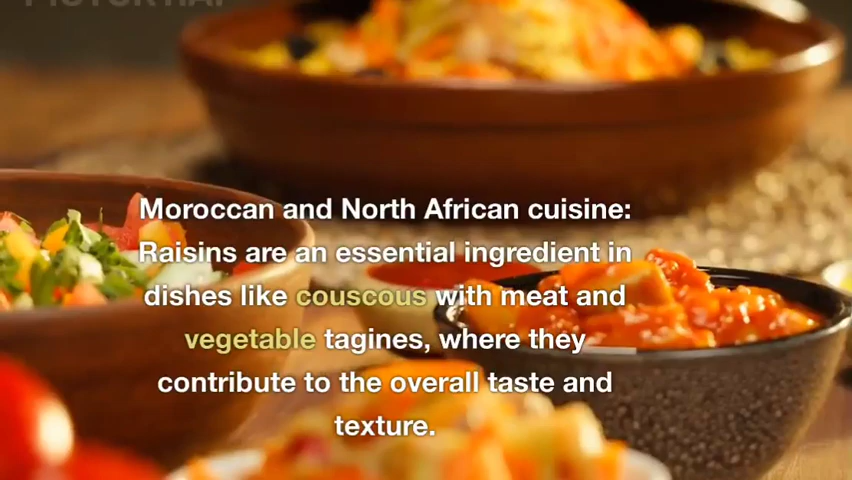 Moroccan and North African cuisine:
Raisins are an essential ingredient in
dishes like couscous with meat and
vegetable tagines, where they
contribute to the overall taste and
texture.